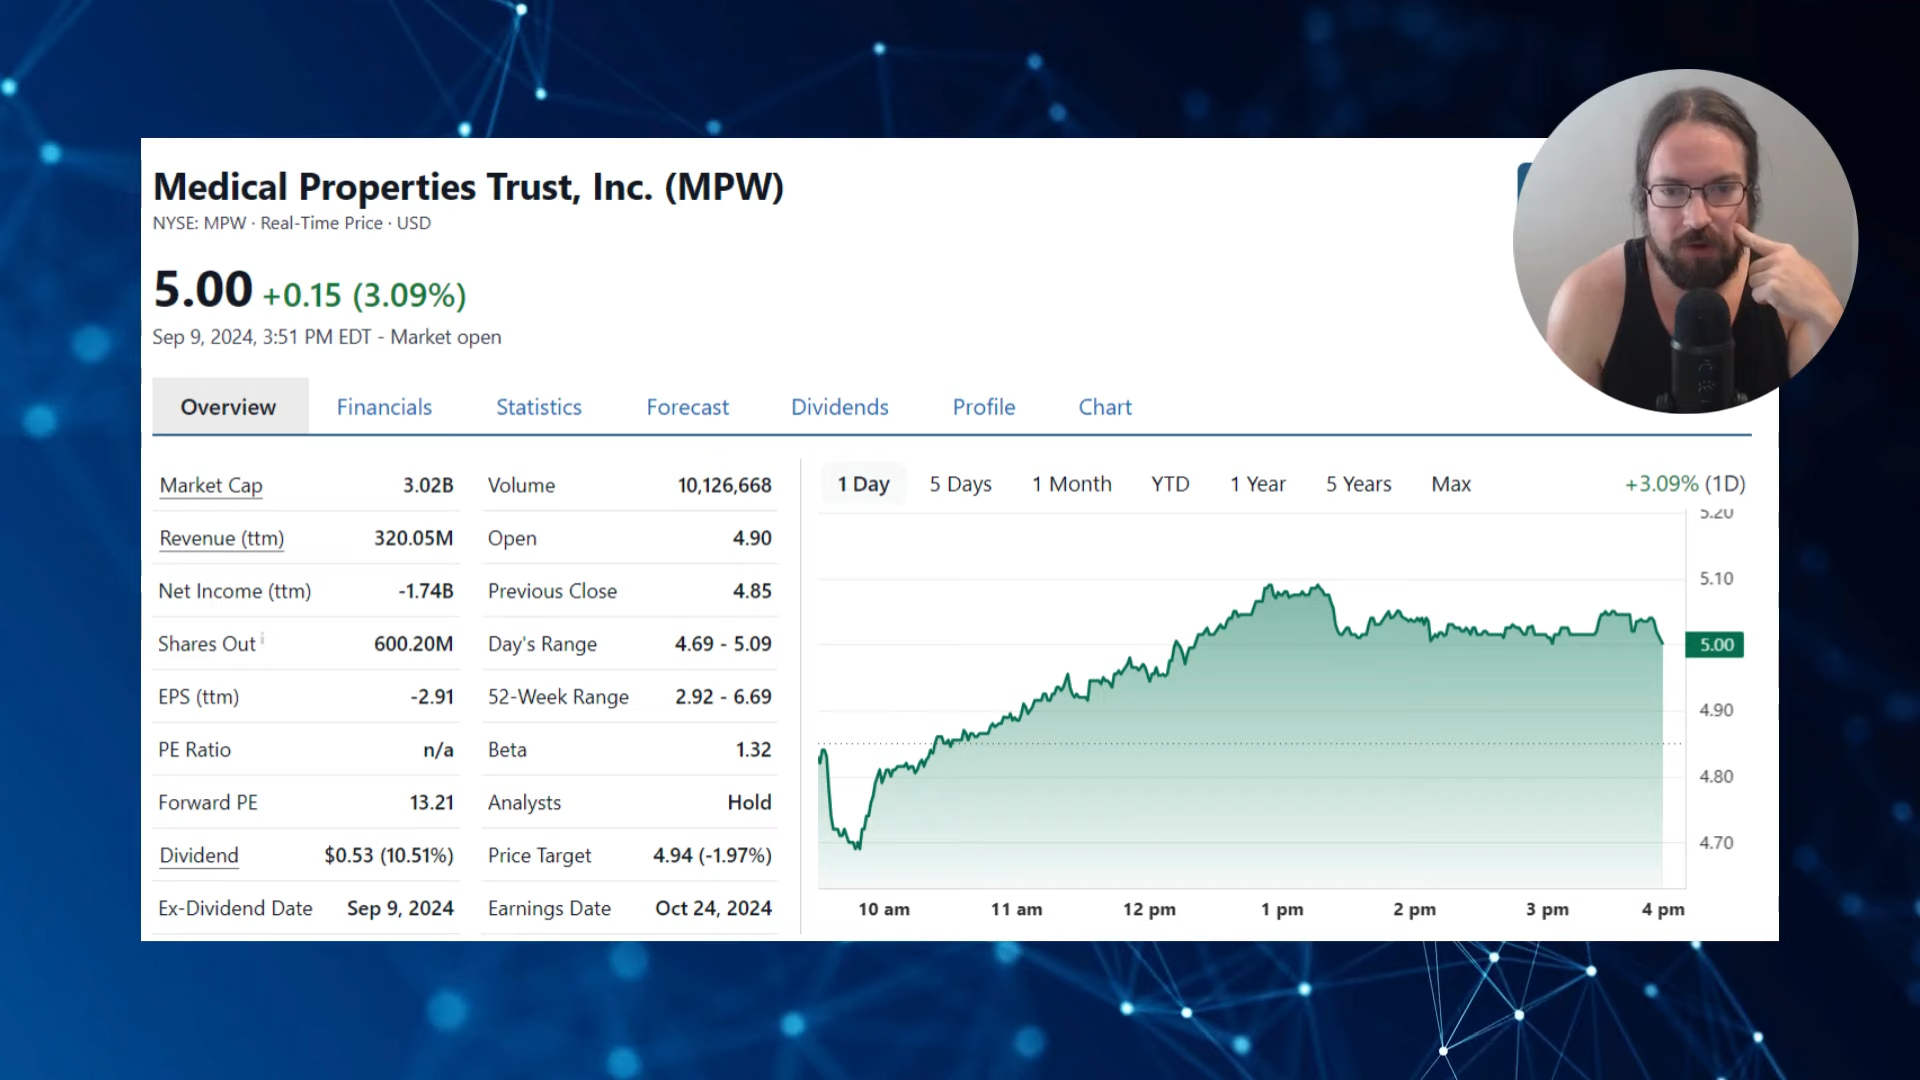 Medical Properties Trust, Inc. (MPW)
NYSE: MPW · Real-Time Price · USD
5.00 +0.15 (3.09%)
Sep 9, 2024, 3:51 PM EDT - Market open
Overview Financials Statistics Forecast Dividends Profile Chart
Market Cap 3.02B Volume 10,126,668
Revenue (ttm) 320.05M Open 4.90
Net Income (ttm) -1.74B Previous Close 4.85
Shares Out i 600.20M Day's Range 4.69 - 5.09
EPS (ttm) -2.91 52-Week Range 2.92 - 6.69
PE Ratio n/a Beta 1.32
Forward PE 13.21 Analysts Hold
Dividend $0.53 (10.51%) Price Target 4.94 (-1.97%)
Ex-Dividend Date Sep 9, 2024 Earnings Date Oct 24, 2024
1 Day 5 Days 1 Month YTD 1 Year 5 Years Max +3.09% (1D)
5.20
5.10
5.00
4.90
4.80
4.70
10 am 11 am 12 pm 1 pm 2 pm 3 pm 4 pm